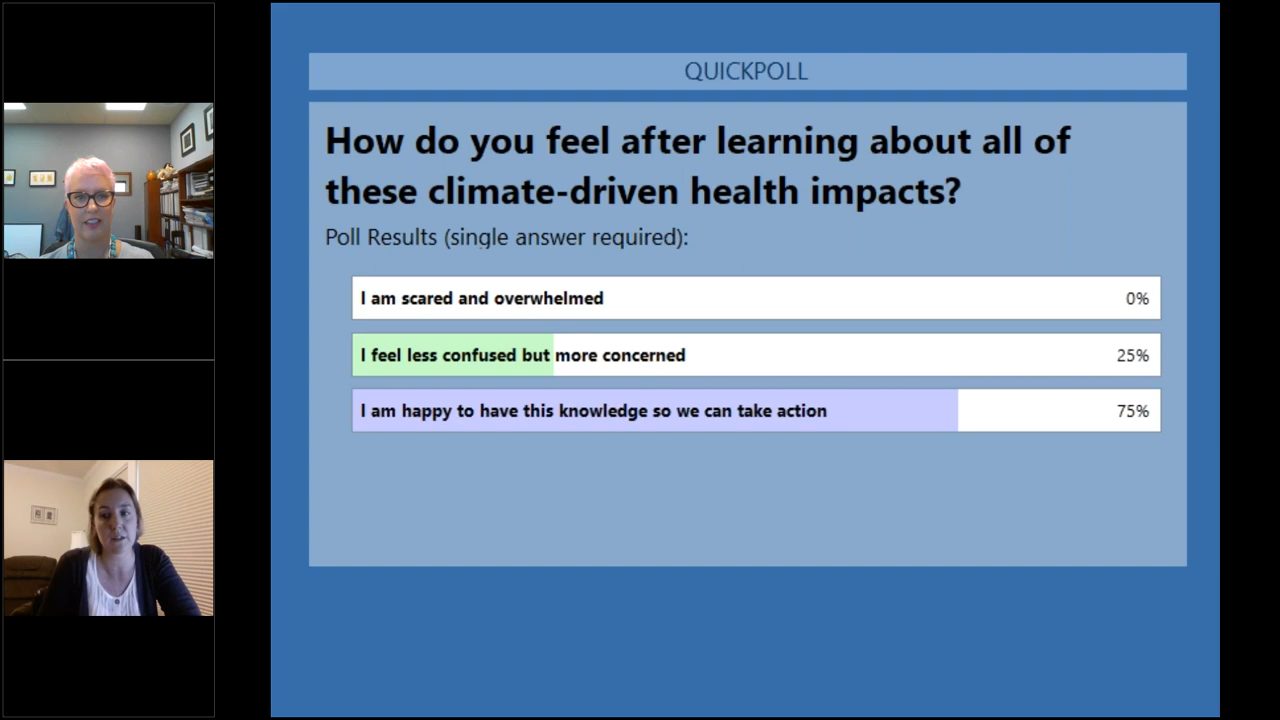 QUICKPOLL
How do you feel after learning about all of
these climate-driven health impacts?
Poll Results (single answer required):
I am scared and overwhelmed 0%
I feel less confused but more concerned 25%
I am happy to have this knowledge so we can take action 75%